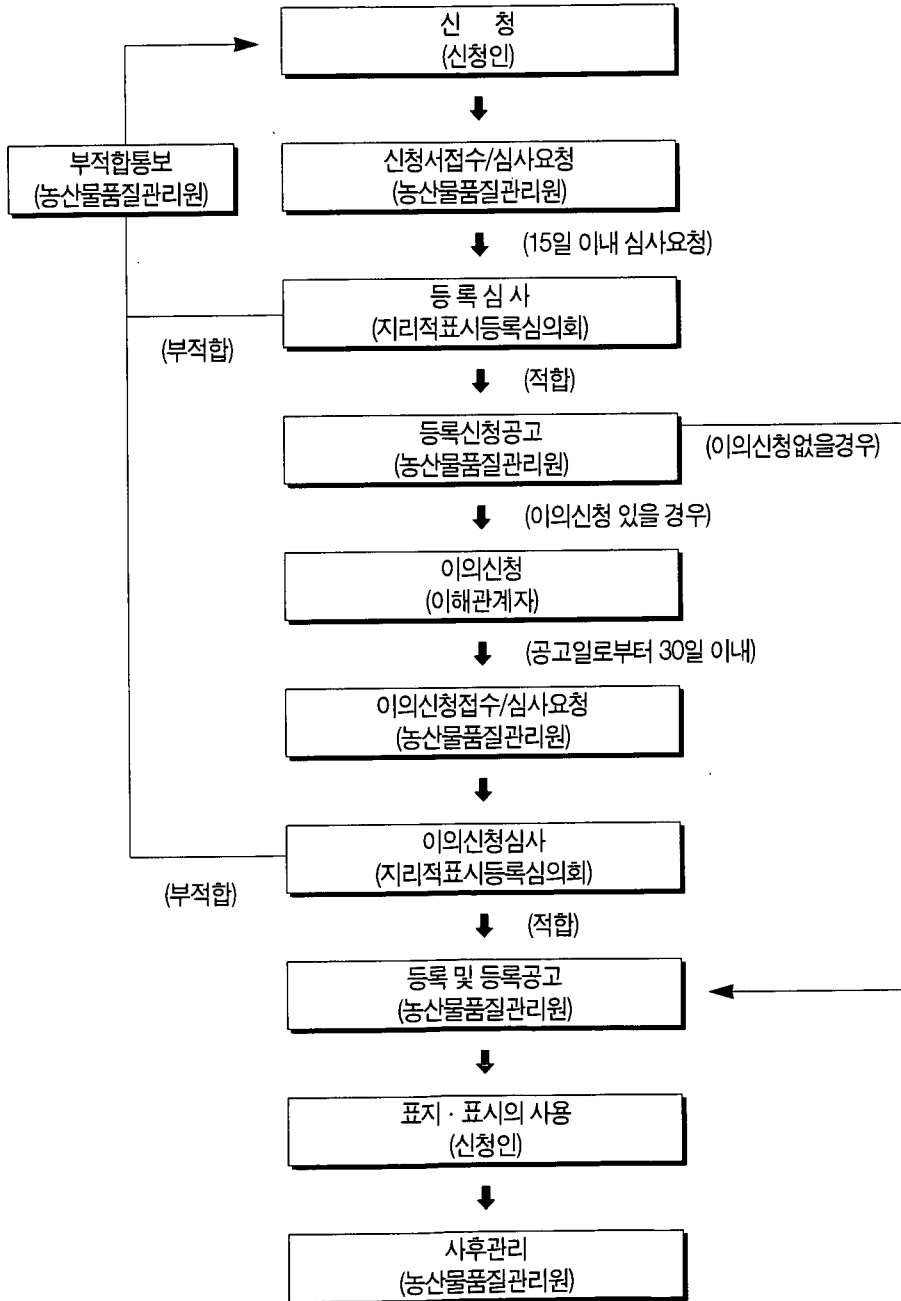 신 청
(신청인)
부적합통보
(농산물품질관리원)
신청서접수/심사요청
(농산물품질관리원)
(15일 이내 심사요청)
등 록 심 사
(지리적표시등록심의회)
(부적합)
(적합)
등록신청공고
(농산물품질관리원)
(이의신청없을경우)
(이의신청 있을 경우)
이의신청
(이해관계자)
(공고일로부터 30일 이내)
이의신청접수/심사요청
(농산물품질관리원)
이의신청심사
(지리적표시등록심의회)
(부적합)
(적합)
등록 및 등록공고
(농산물품질관리원)
표지 · 표시의 사용
(신청인)
사후관리
(농산물품질관리원)